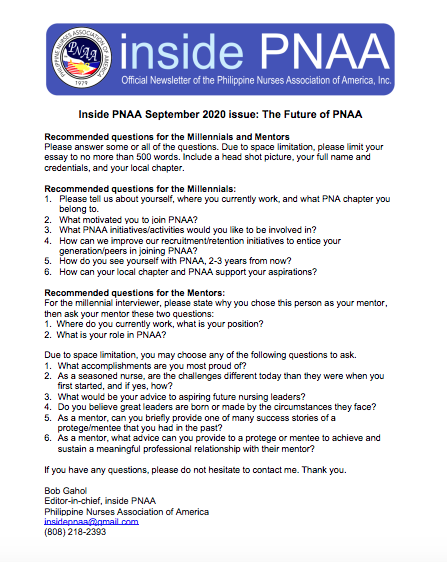 PHILIPPINE NURSES ASSOCIATION OF AMERICA
PNAA
1979
inside PNAA
Official Newsletter of the Philippine Nurses Association of America, Inc.
Inside PNAA September 2020 issue: The Future of PNAA
Recommended questions for the Millennials and Mentors
Please answer some or all of the questions. Due to space limitation, please limit your
essay to no more than 500 words. Include a head shot picture, your full name and
credentials, and your local chapter.
Recommended questions for the Millennials:
1. Please tell us about yourself, where you currently work, and what PNA chapter you
belong to.
2. What motivated you to join PNAA?
3. What PNAA initiatives/activities would you like to be involved in?
4. How can we improve our recruitment/retention initiatives to entice your
generation/peers in joining PNAA?
5. How do you see yourself with PNAA, 2-3 years from now?
6. How can your local chapter and PNAA support your aspirations?
Recommended questions for the Mentors:
For the millennial interviewer, please state why you chose this person as your mentor,
then ask your mentor these two questions:
1. Where do you currently work, what is your position?
2. What is your role in PNAA?
Due to space limitation, you may choose any of the following questions to ask.
1. What accomplishments are you most proud of?
2. As a seasoned nurse, are the challenges different today than they were when you
first started, and if yes, how?
3. What would be your advice to aspiring future nursing leaders?
4. Do you believe great leaders are born or made by the circumstances they face?
5. As a mentor, can you briefly provide one of many success stories of a
protege/mentee that you had in the past?
6. As a mentor, what advice can you provide to a protege or mentee to achieve and
sustain a meaningful professional relationship with their mentor?
If you have any questions, please do not hesitate to contact me. Thank you.
Bob Gahol
Editor-in-chief, inside PNAA
Philippine Nurses Association of America
insidepnaa@gmail.com
(808) 218-2393